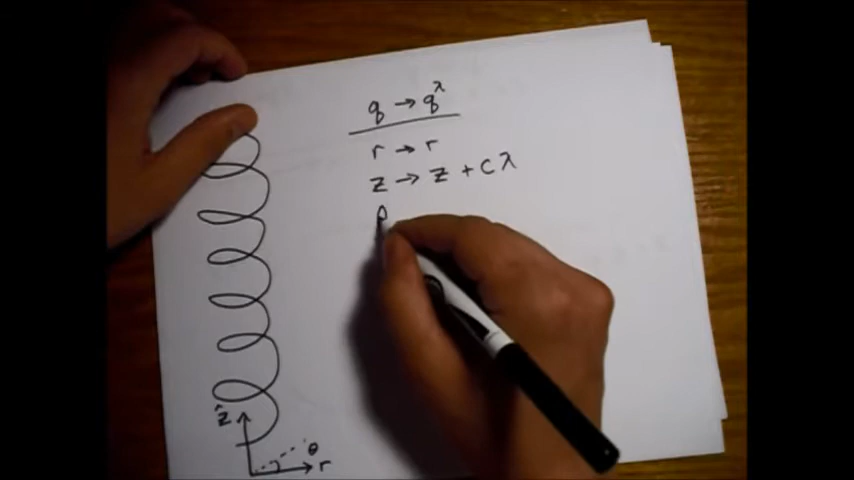 q → q^λ
r → r
z → z + cλ
ẑ
θ
r